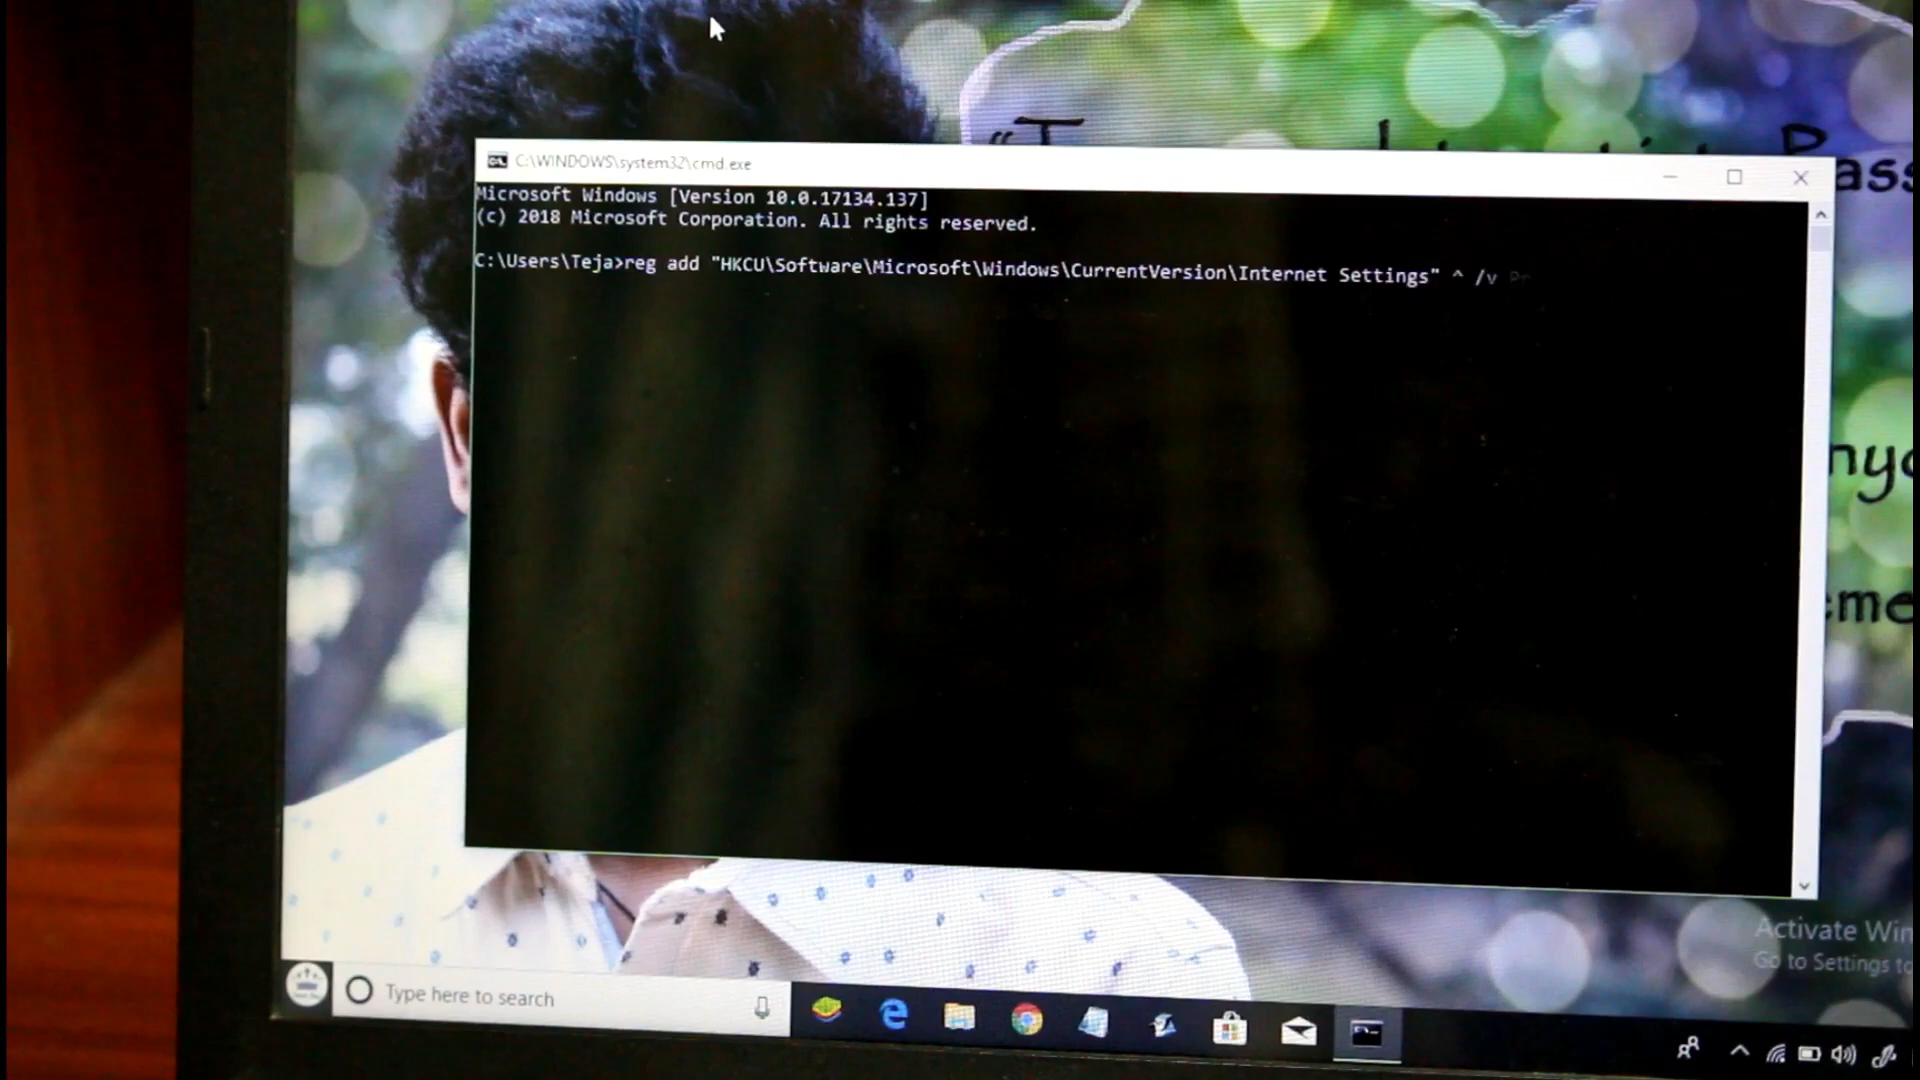 C:\WINDOWS\system32\cmd.exe
Microsoft Windows [Version 10.0.17134.137]
(c) 2018 Microsoft Corporation. All rights reserved.
C:\Users\Teja>reg add "HKCU\Software\Microsoft\Windows\CurrentVersion\Internet Settings" ^ /v Pr
Activate Win
Go to Settings to
Type here to search